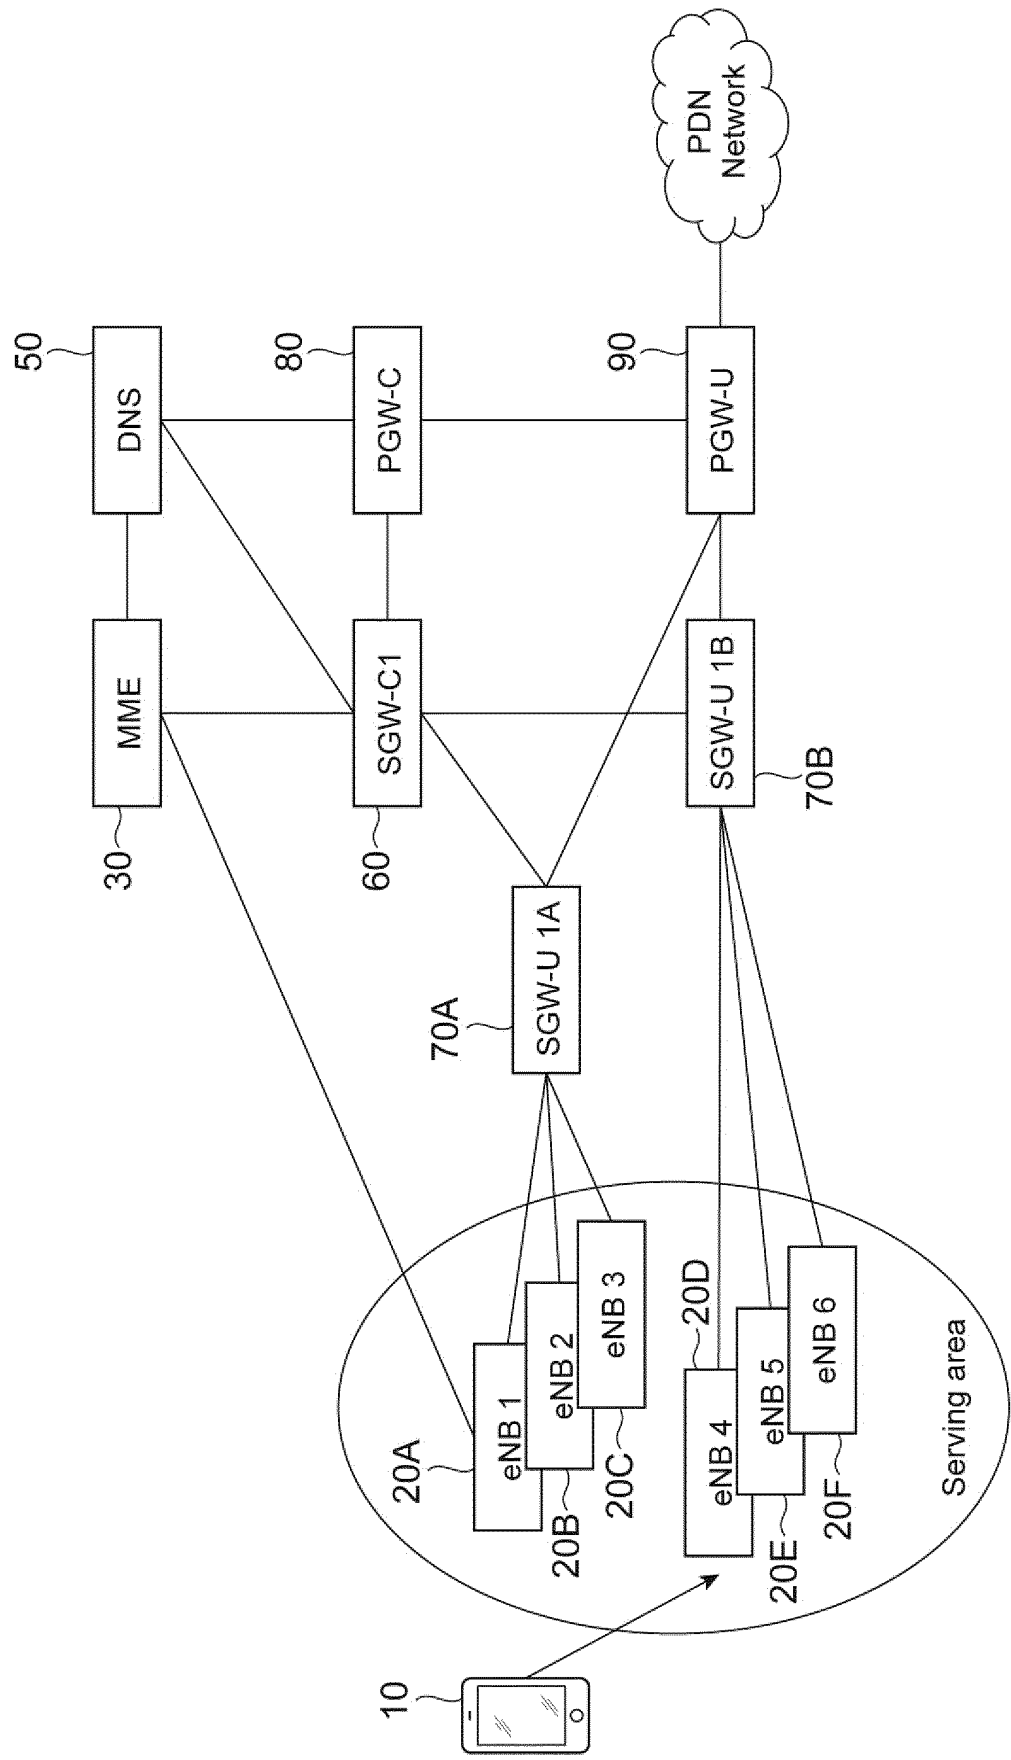 30
MME
50
DNS
60
SGW-C1
80
PGW-C
70A
SGW-U 1A
SGW-U 1B
70B
90
PGW-U
PDN
Network
10
20A
eNB 1
20B
eNB 2
20C
eNB 3
20D
eNB 4
20E
eNB 5
20F
eNB 6
Serving area